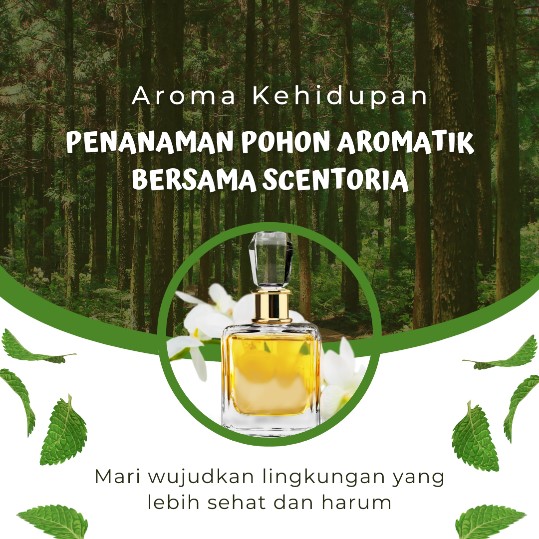 Aroma Kehidupan
PENANAMAN POHON AROMATIK
BERSAMA SCENTORIA
Mari wujudkan lingkungan yang
lebih sehat dan harum